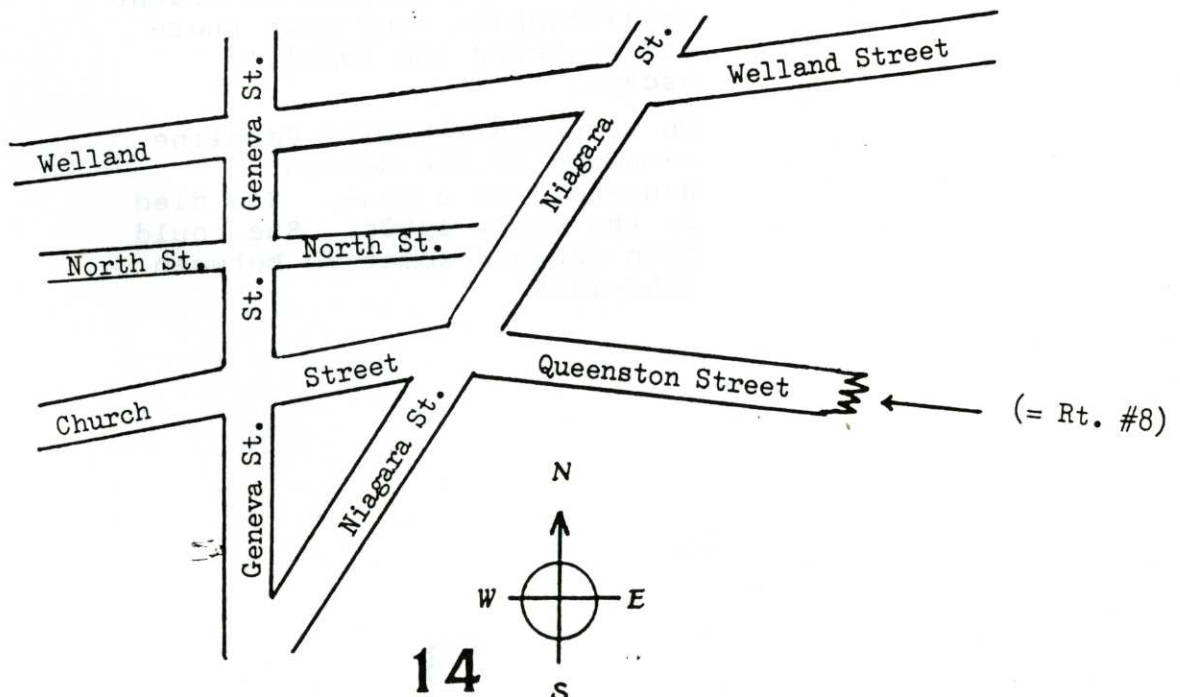 St.
Geneva St.
St.
Welland Street
Welland
Niagara
North St.
North St.
St.
Street
Queenston Street
Church
(= Rt. #8)
Geneva St.
Niagara St.
N
W
E
S
14